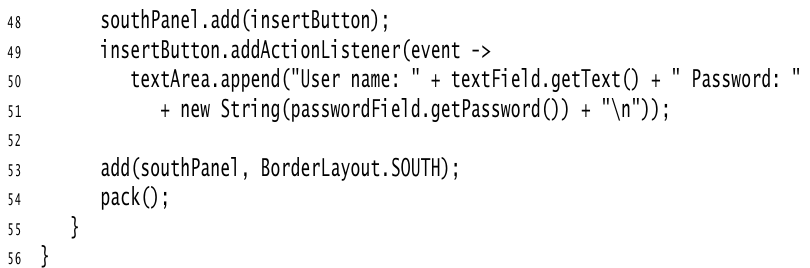 48 southPanel.add(insertButton);
49 insertButton.addActionListener(event ->
50 textArea.append("User name: " + textField.getText() + " Password: "
51 + new String(passwordField.getPassword()) + "\n"));
52
53 add(southPanel, BorderLayout.SOUTH);
54 pack();
55 }
56 }